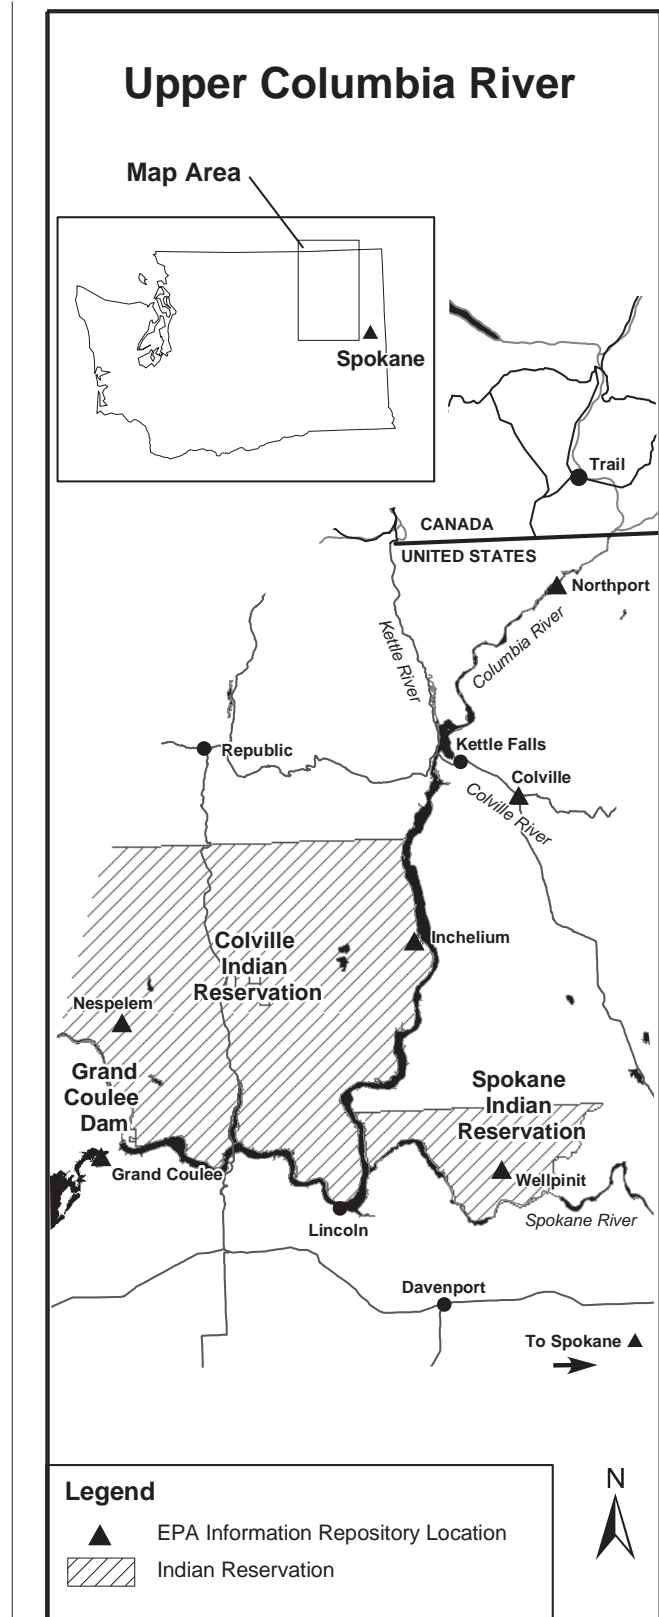 Upper Columbia River
Map Area
Spokane
Trail
CANADA
UNITED STATES
Northport
Columbia River
Kettle River
Republic
Kettle Falls
Colville
Colville River
Colville
Indian
Reservation
Inchelium
Nespelem
Grand
Coulee
Dam
Spokane
Indian
Reservation
Grand Coulee
Wellpinit
Lincoln
Spokane River
Davenport
To Spokane
Legend
EPA Information Repository Location
Indian Reservation
N